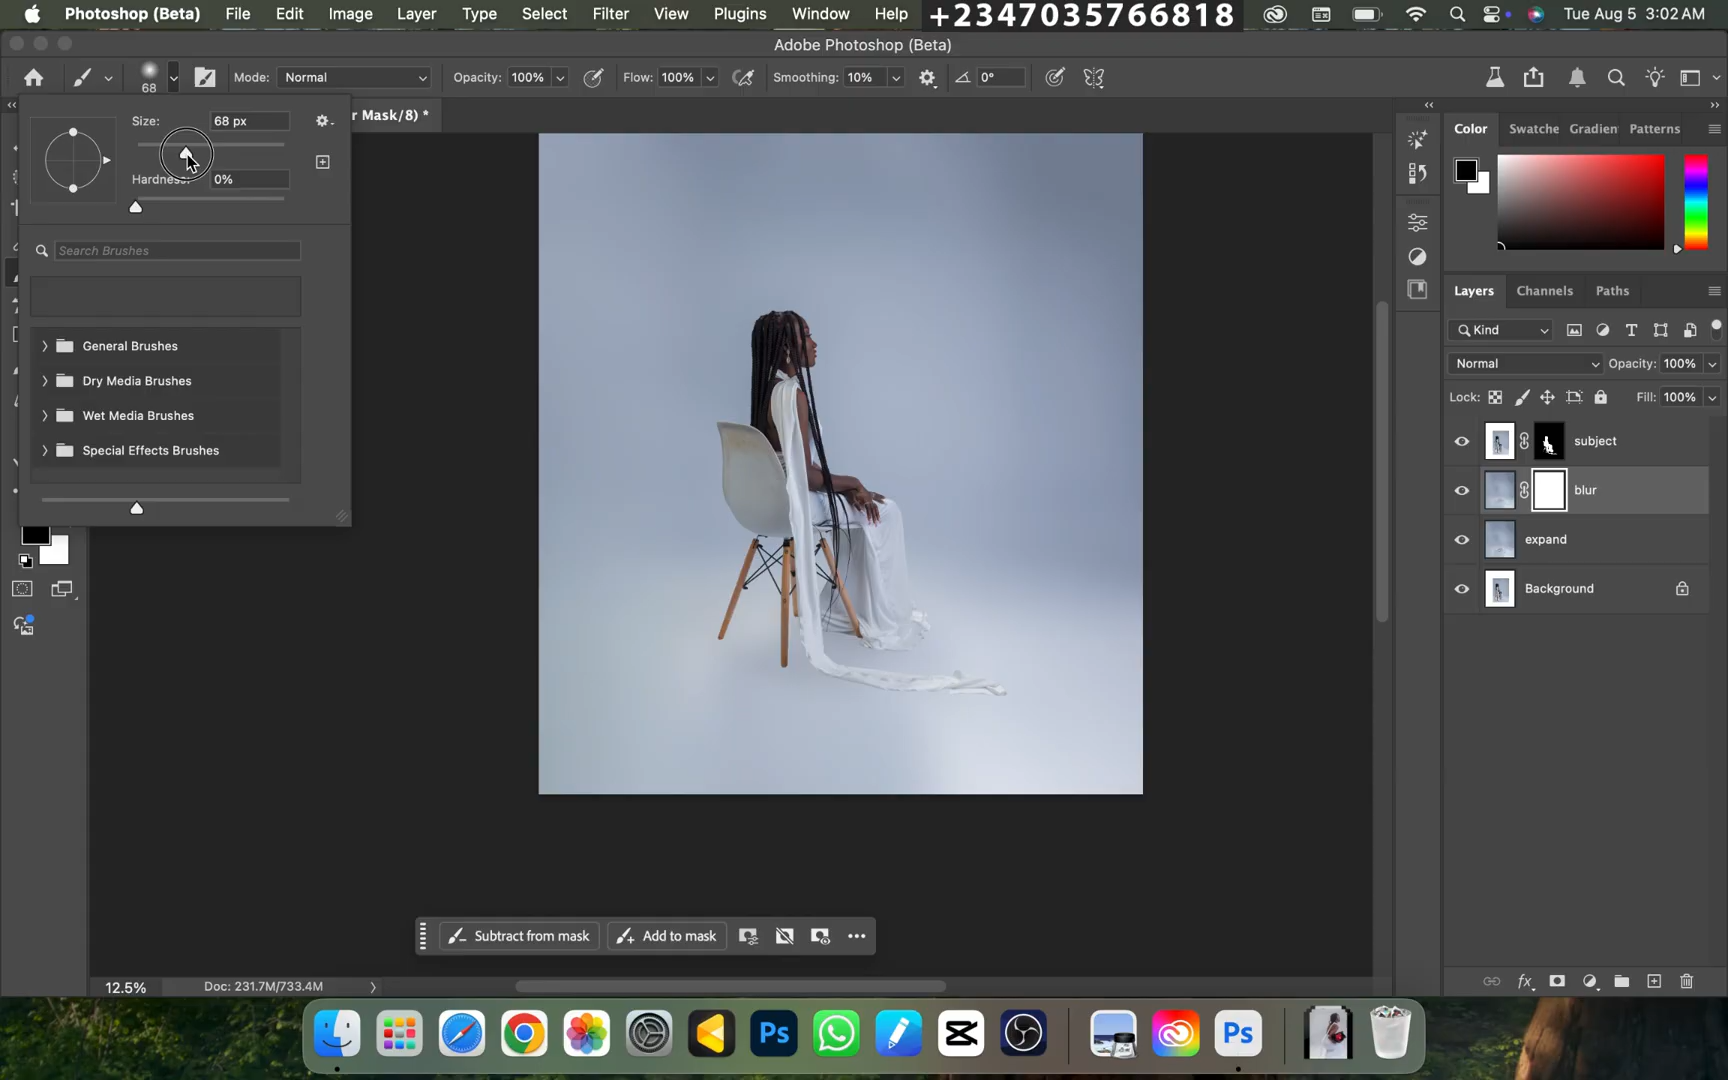 Photoshop (Beta) File Edit Image Layer Type Select Filter View Plugins Window Help +2347035766818 Tue Aug 5 3:02 AM
Adobe Photoshop (Beta)
68 Mode: Normal Opacity: 100% Flow: 100% Smoothing: 10% 0°
r Mask/8) *
Size: 68 px
Hardness: 0%
Search Brushes
General Brushes
Dry Media Brushes
Wet Media Brushes
Special Effects Brushes
Color Swatche Gradien Patterns
Layers Channels Paths
Kind
Normal Opacity: 100%
Lock: Fill: 100%
subject
blur
expand
Background
Subtract from mask Add to mask
12.5% Doc: 231.7M/733.4M
Ps Ps